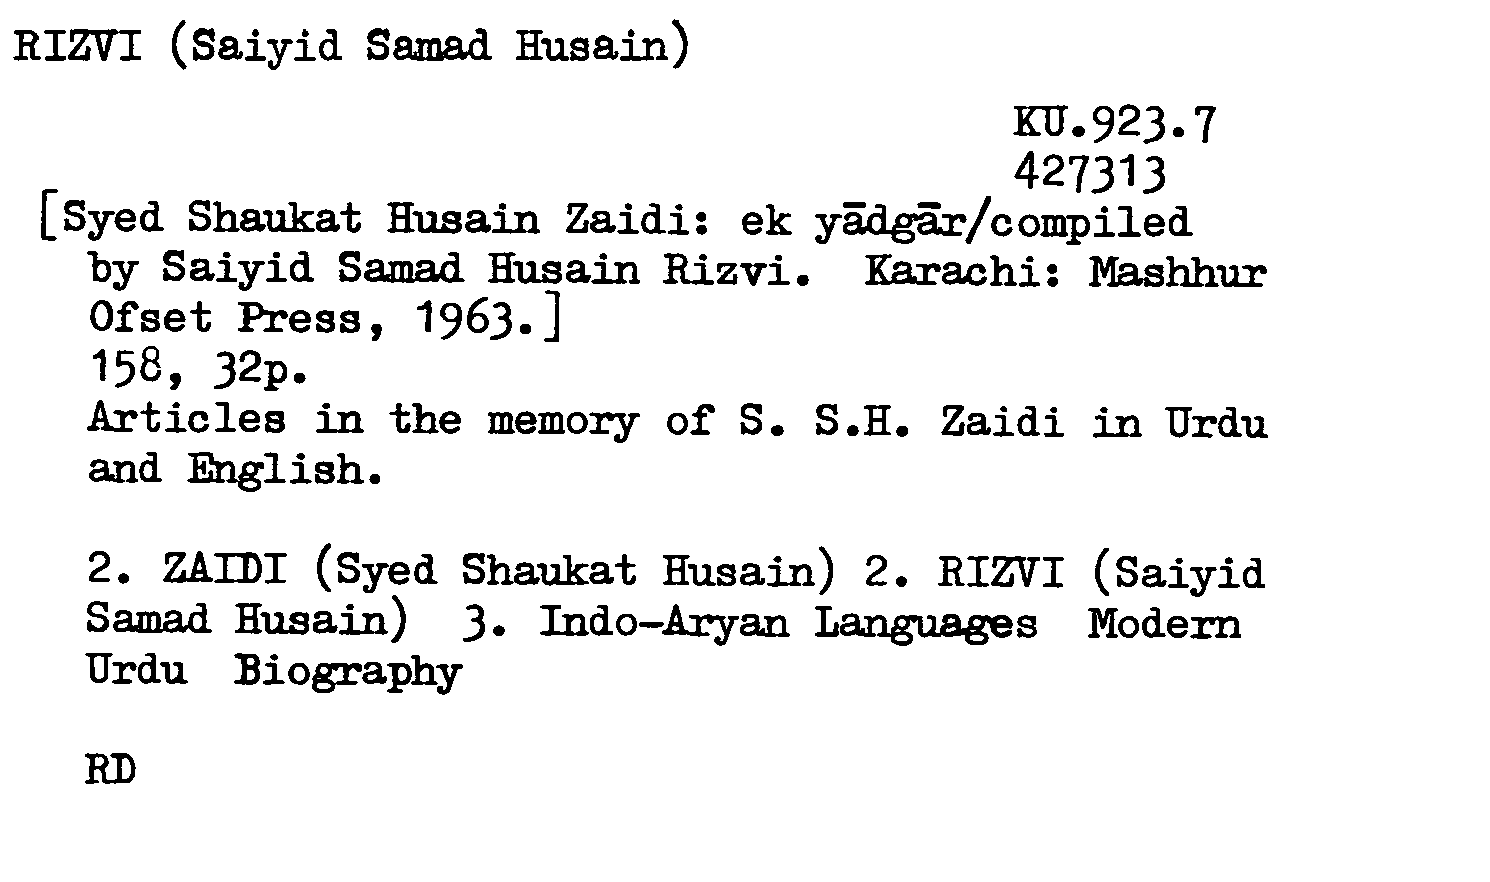 RIZVI (Saiyid Samad Husain)
KU.923.7
427313
[Syed Shaukat Husain Zaidi: ek yādgār/compiled
by Saiyid Samad Husain Rizvi. Karachi: Mashhur
Ofset Press, 1963.]
158, 32p.
Articles in the memory of S. S.H. Zaidi in Urdu
and English.
2. ZAIDI (Syed Shaukat Husain) 2. RIZVI (Saiyid
Samad Husain) 3. Indo-Aryan Languages Modern
Urdu Biography
RD